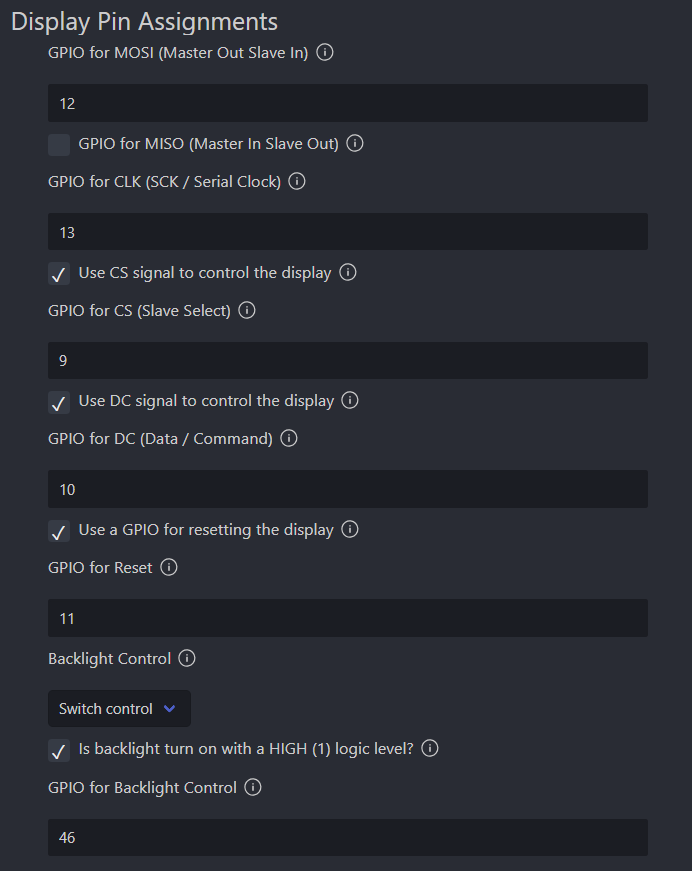 Display Pin Assignments
GPIO for MOSI (Master Out Slave In)
12
GPIO for MISO (Master In Slave Out)
GPIO for CLK (SCK / Serial Clock)
13
Use CS signal to control the display
GPIO for CS (Slave Select)
9
Use DC signal to control the display
GPIO for DC (Data / Command)
10
Use a GPIO for resetting the display
GPIO for Reset
11
Backlight Control
Switch control
Is backlight turn on with a HIGH (1) logic level?
GPIO for Backlight Control
46